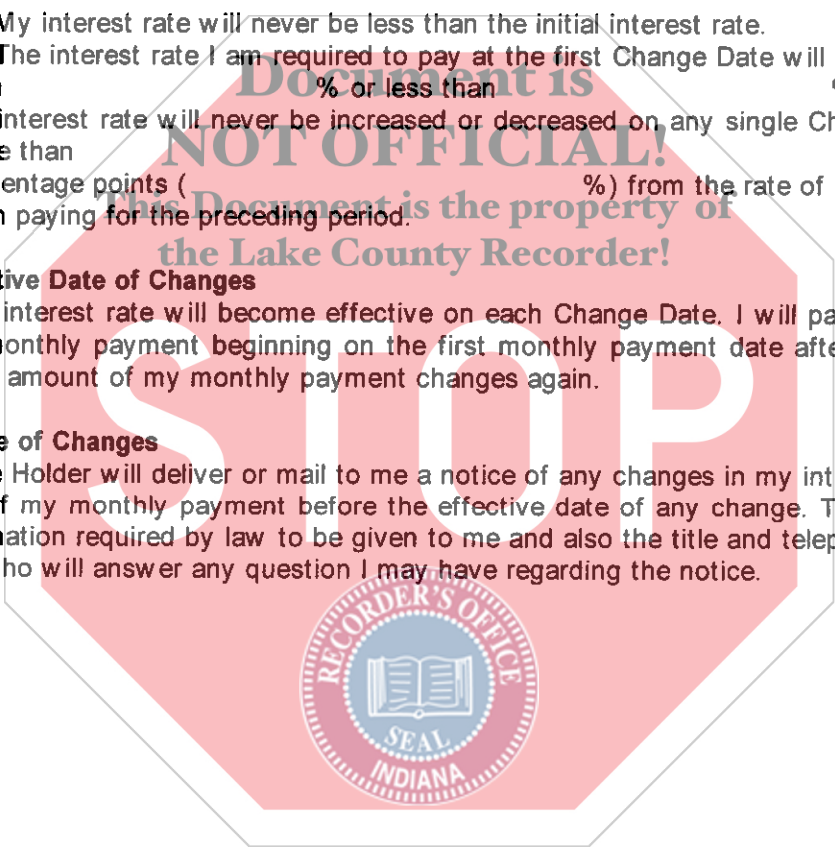 My interest rate will never be less than the initial interest rate.
The interest rate I am required to pay at the first Change Date will
Document is
% or less than
interest rate will never be increased or decreased on any single Ch
NOT OFFICIAL!
e than
entage points ( %) from the rate of
This Document is the property of
n paying for the preceding period.
the Lake County Recorder!
tive Date of Changes
interest rate will become effective on each Change Date. I will pa
onthly payment beginning on the first monthly payment date afte
amount of my monthly payment changes again.
STOP
e of Changes
e Holder will deliver or mail to me a notice of any changes in my int
f my monthly payment before the effective date of any change. T
ation required by law to be given to me and also the title and telep
ho will answer any question I may have regarding the notice.
RECORDER'S OFFICE
SEAL
INDIANA